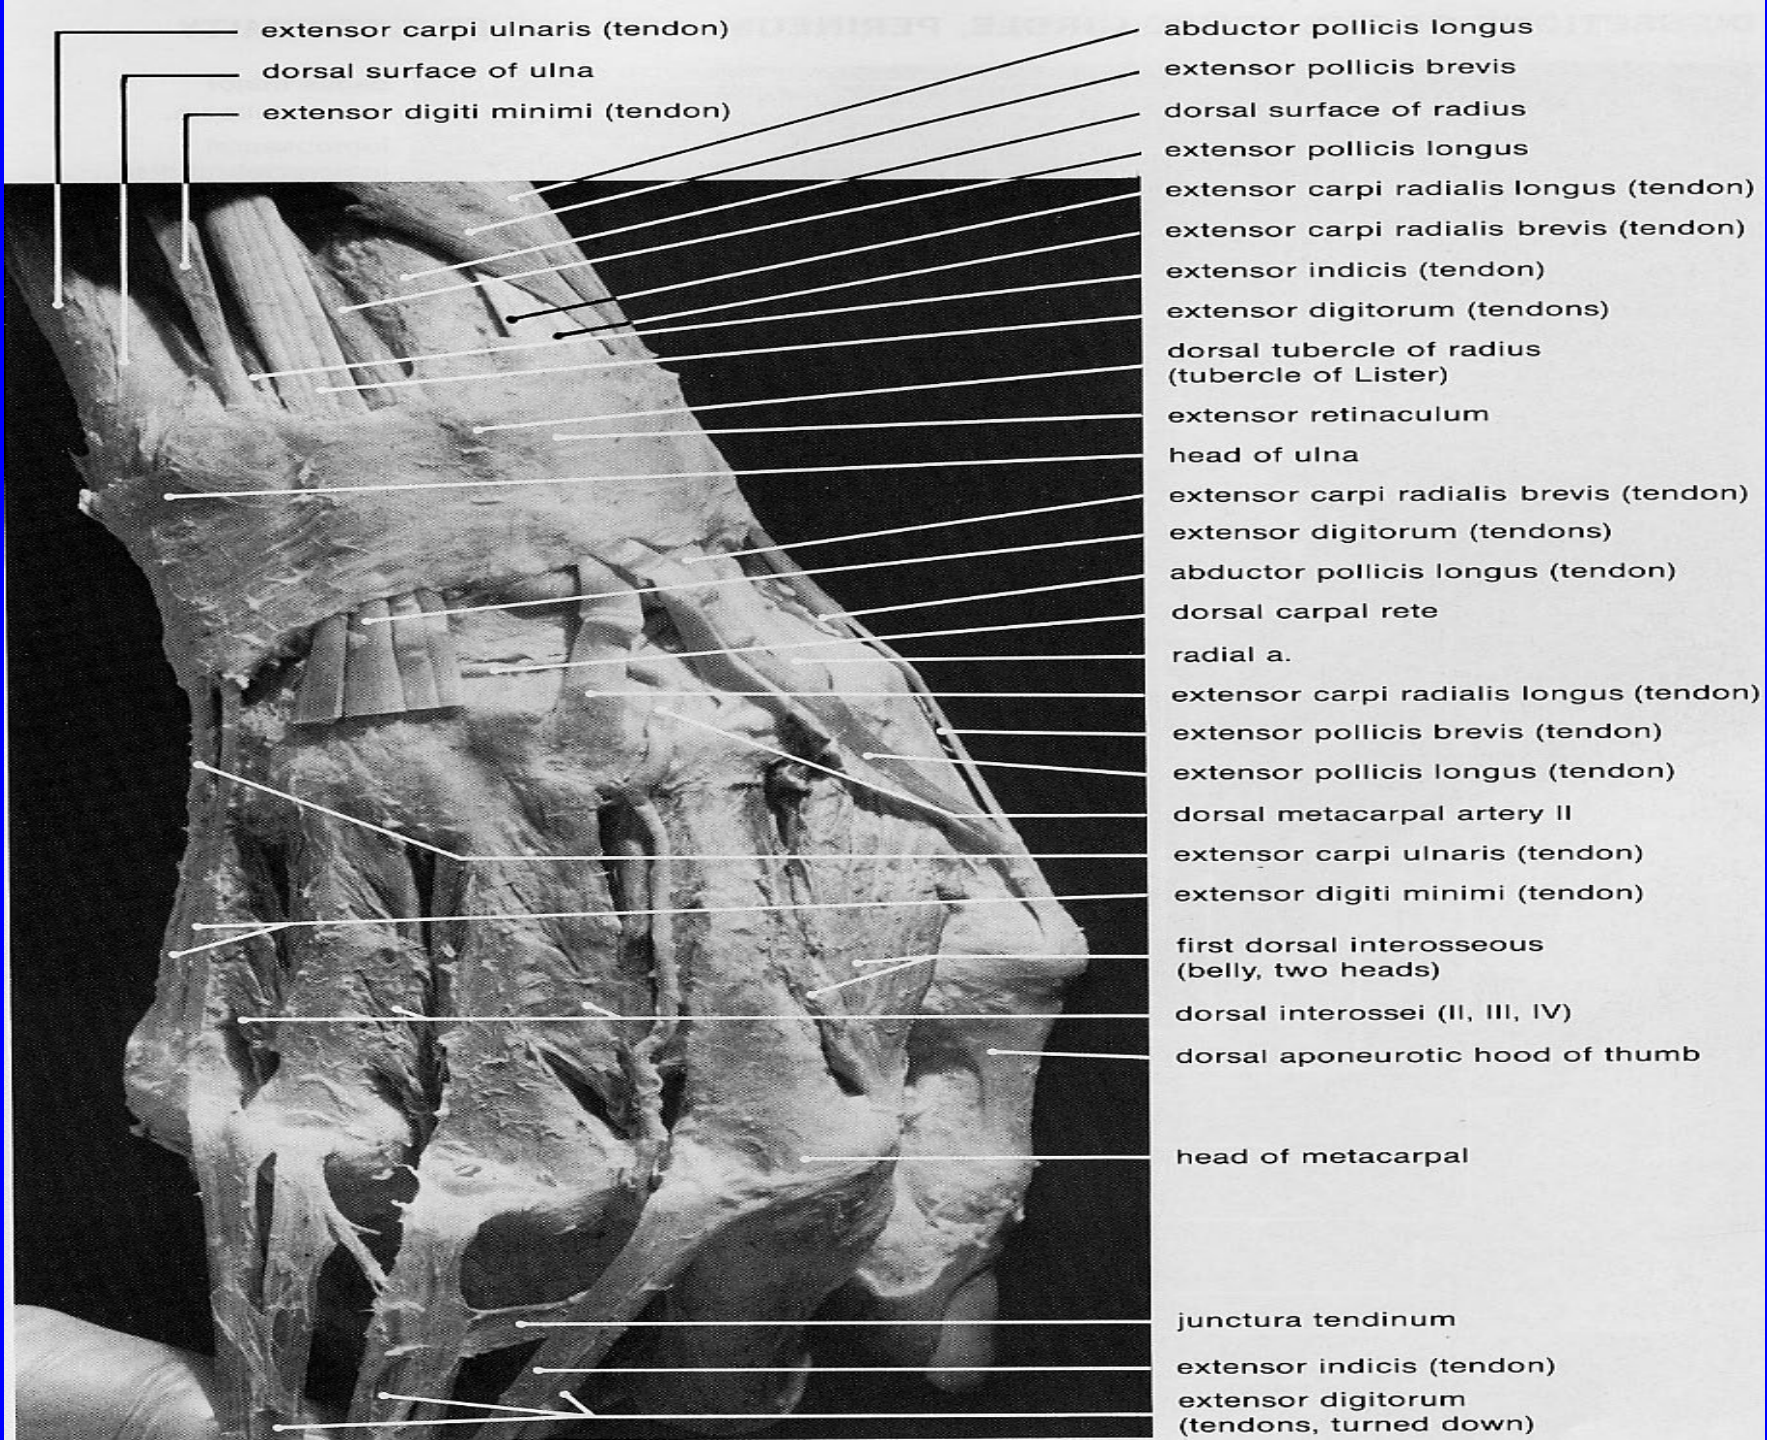 extensor carpi ulnaris (tendon)
dorsal surface of ulna
extensor digiti minimi (tendon)
abductor pollicis longus
extensor pollicis brevis
dorsal surface of radius
extensor pollicis longus
extensor carpi radialis longus (tendon)
extensor carpi radialis brevis (tendon)
extensor indicis (tendon)
extensor digitorum (tendons)
dorsal tubercle of radius
(tubercle of Lister)
extensor retinaculum
head of ulna
extensor carpi radialis brevis (tendon)
extensor digitorum (tendons)
abductor pollicis longus (tendon)
dorsal carpal rete
radial a.
extensor carpi radialis longus (tendon)
extensor pollicis brevis (tendon)
extensor pollicis longus (tendon)
dorsal metacarpal artery II
extensor carpi ulnaris (tendon)
extensor digiti minimi (tendon)
first dorsal interosseous
(belly, two heads)
dorsal interossei (II, III, IV)
dorsal aponeurotic hood of thumb
head of metacarpal
junctura tendinum
extensor indicis (tendon)
extensor digitorum
(tendons, turned down)